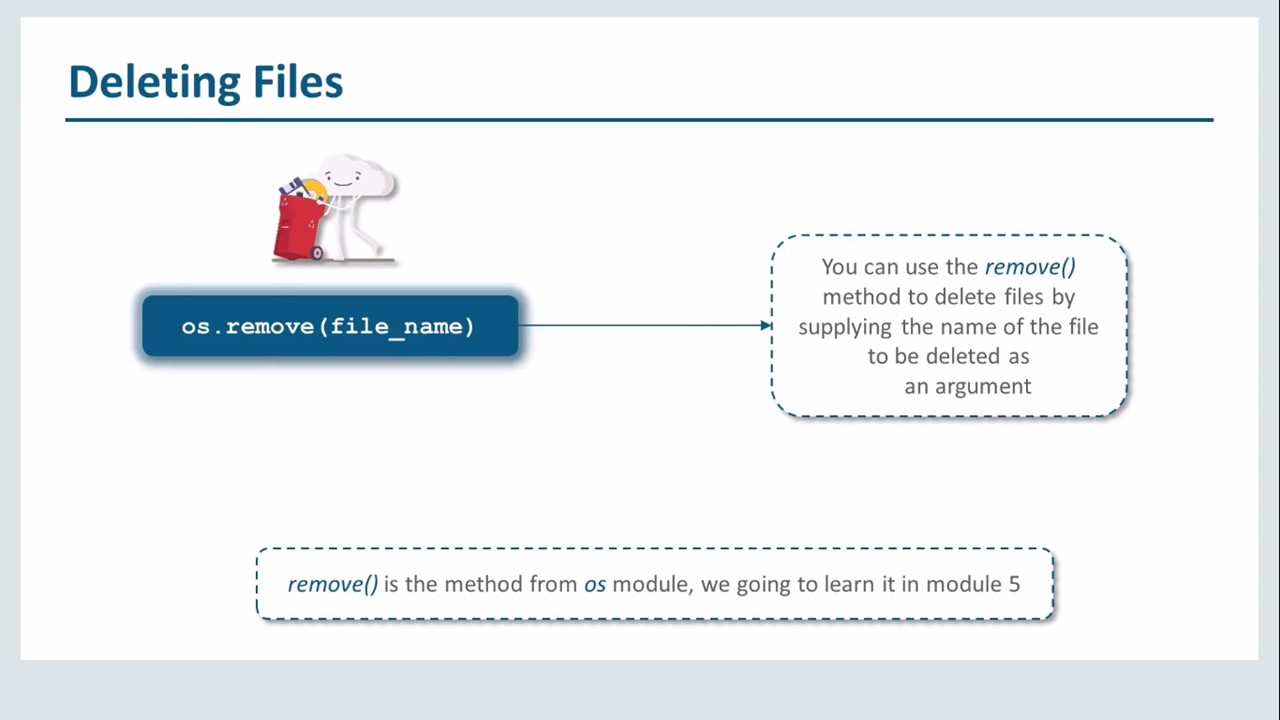 Deleting Files
os.remove(file_name)
You can use the remove()
method to delete files by
supplying the name of the file
to be deleted as
an argument
remove() is the method from os module, we going to learn it in module 5